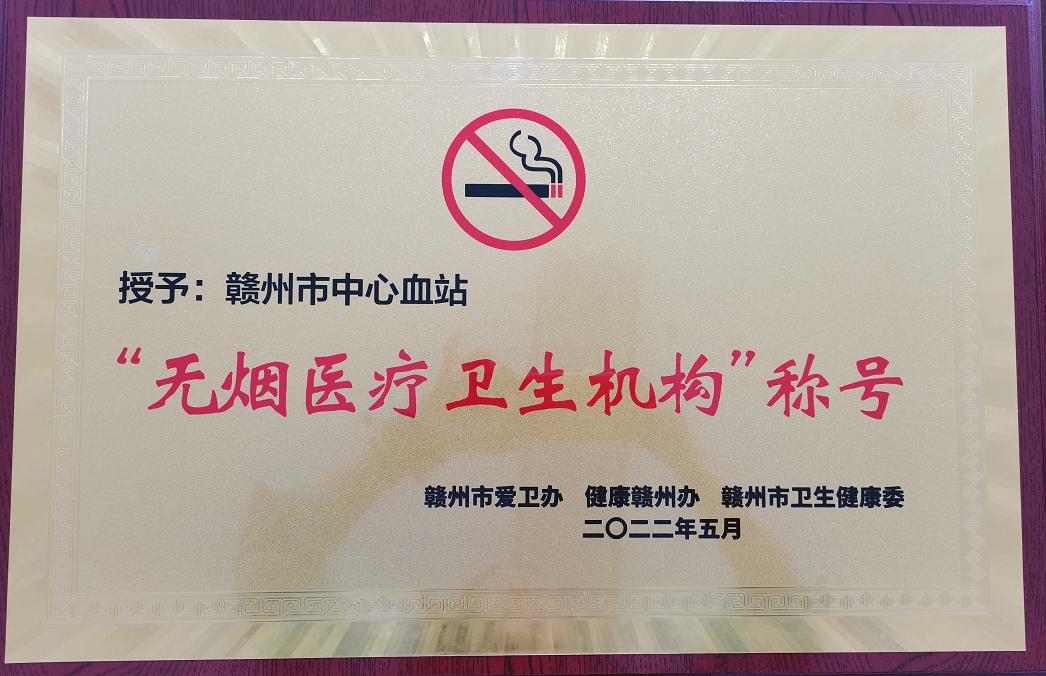 授予：赣州市中心血站
“无烟医疗卫生机构”称号
赣州市爱卫办 健康赣州办 赣州市卫生健康委
二〇二二年五月